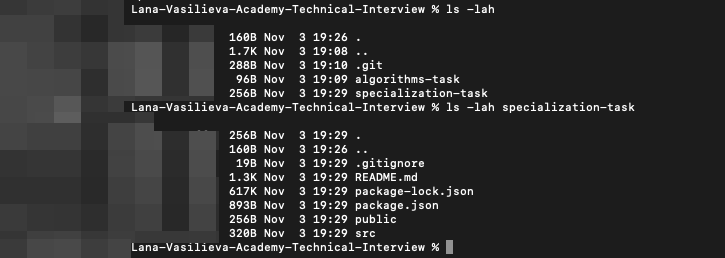 Lana-Vasilieva-Academy-Technical-Interview % ls -lah
160B Nov  3 19:26 .
1.7K Nov  3 19:08 ..
288B Nov  3 19:10 .git
96B Nov  3 19:09 algorithms-task
256B Nov  3 19:29 specialization-task
Lana-Vasilieva-Academy-Technical-Interview % ls -lah specialization-task
256B Nov  3 19:29 .
160B Nov  3 19:26 ..
19B Nov  3 19:29 .gitignore
1.3K Nov  3 19:29 README.md
617K Nov  3 19:29 package-lock.json
893B Nov  3 19:29 package.json
256B Nov  3 19:29 public
320B Nov  3 19:29 src
Lana-Vasilieva-Academy-Technical-Interview %